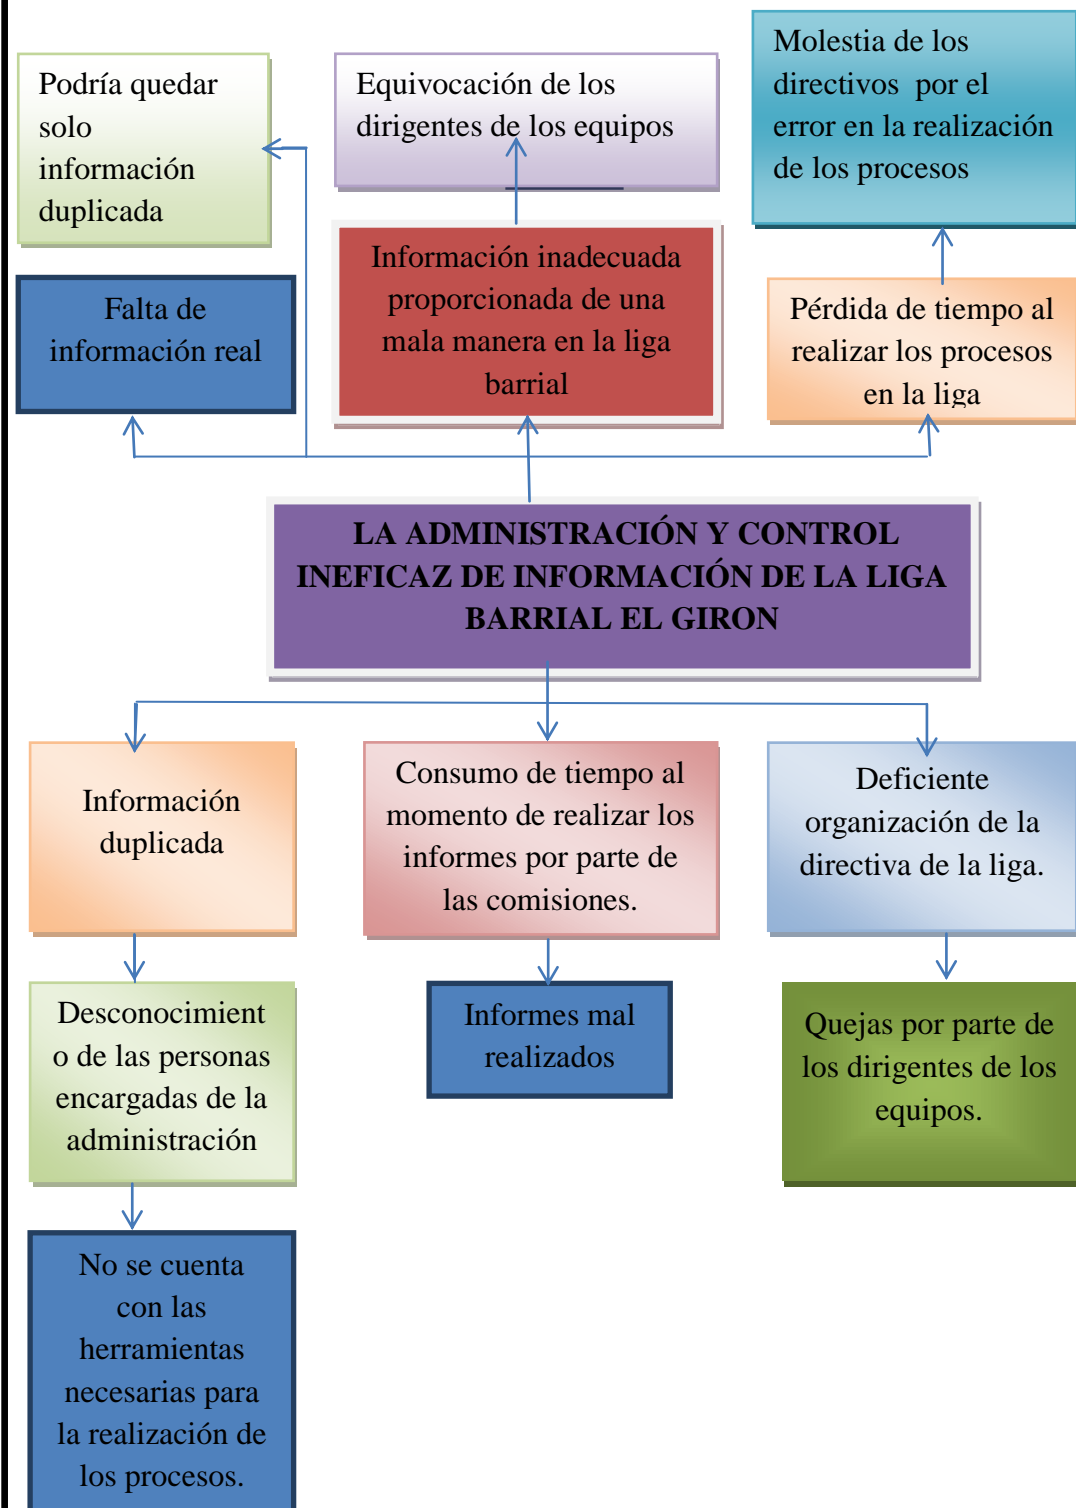 Podría quedar
solo
información
duplicada
Equivocación de los
dirigentes de los equipos
Molestia de los
directivos  por el
error en la realización
de los procesos
Falta de
información real
Información inadecuada
proporcionada de una
mala manera en la liga
barrial
Pérdida de tiempo al
realizar los procesos
en la liga
LA ADMINISTRACIÓN Y CONTROL
INEFICAZ DE INFORMACIÓN DE LA LIGA
BARRIAL EL GIRON
Información
duplicada
Consumo de tiempo al
momento de realizar los
informes por parte de
las comisiones.
Deficiente
organización de la
directiva de la liga.
Desconocimient
o de las personas
encargadas de la
administración
Informes mal
realizados
Quejas por parte de
los dirigentes de los
equipos.
No se cuenta
con las
herramientas
necesarias para
la realización de
los procesos.